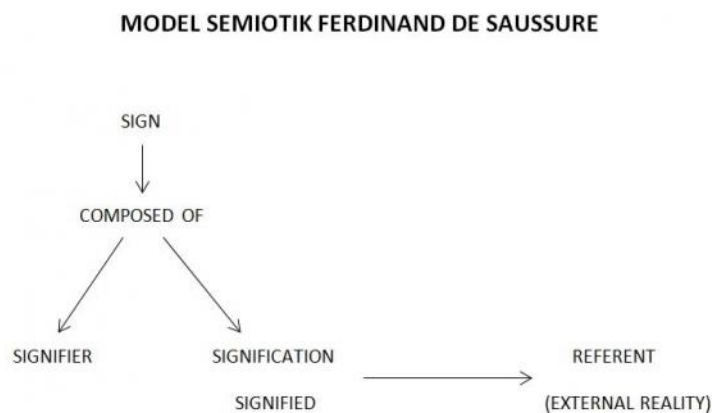 MODEL SEMIOTIK FERDINAND DE SAUSSURE
SIGN
COMPOSED OF
SIGNIFIER
SIGNIFICATION
REFERENT
SIGNIFIED
(EXTERNAL REALITY)